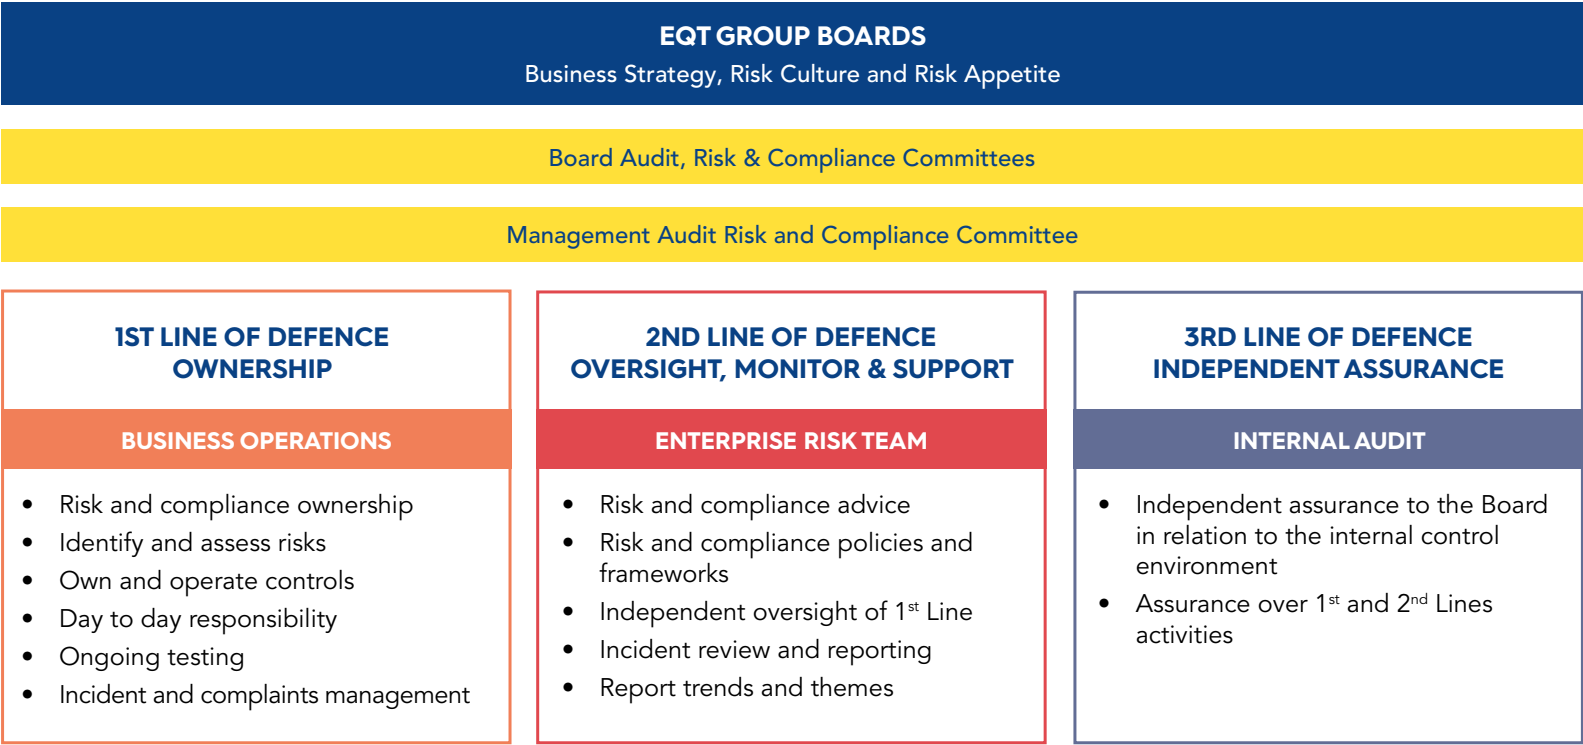 EQT GROUP BOARDS
Business Strategy, Risk Culture and Risk Appetite
Board Audit, Risk & Compliance Committees
Management Audit Risk and Compliance Committee
1ST LINE OF DEFENCE
OWNERSHIP
BUSINESS OPERATIONS
• Risk and compliance ownership
• Identify and assess risks
• Own and operate controls
• Day to day responsibility
• Ongoing testing
• Incident and complaints management
2ND LINE OF DEFENCE
OVERSIGHT, MONITOR & SUPPORT
ENTERPRISE RISK TEAM
• Risk and compliance advice
• Risk and compliance policies and
frameworks
• Independent oversight of 1st Line
• Incident review and reporting
• Report trends and themes
3RD LINE OF DEFENCE
INDEPENDENT ASSURANCE
INTERNAL AUDIT
• Independent assurance to the Board
in relation to the internal control
environment
• Assurance over 1st and 2nd Lines
activities